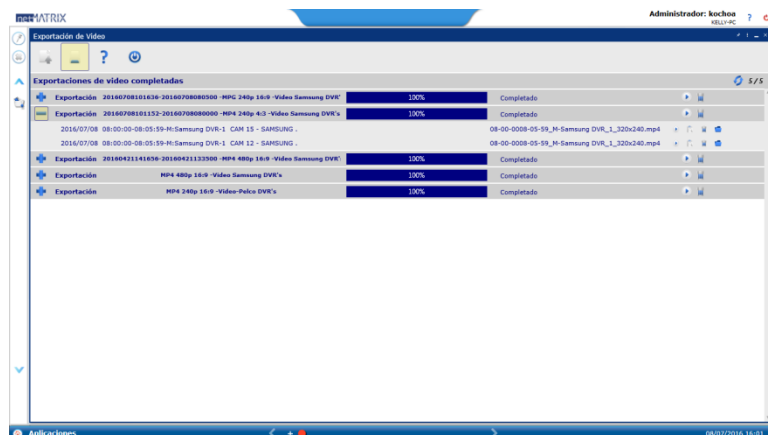 netMATRIX
Administrador: kochoa
KELLY-PC
?
Exportación de Video
?
Exportaciones de video completadas
5/5
Exportación 20160708101636-20160708080500 -MPG 240p 16:9 -Video Samsung DVR' 100% Completado
Exportación 20160708101152-20160708080000 -MP4 240p 4:3 -Video Samsung DVR's 100% Completado
2016/07/08 08:00:00-08:05:59-M:Samsung DVR-1 CAM 15 - SAMSUNG . 08-00-0008-05-59_M-Samsung DVR_1_320x240.mp4
2016/07/08 08:00:00-08:05:59-M:Samsung DVR-1 CAM 12 - SAMSUNG . 08-00-0008-05-59_M-Samsung DVR_1_320x240.mp4
Exportación 20160421141656-20160421133500 -MP4 480p 16:9 -Video Samsung DVR' 100% Completado
Exportación MP4 480p 16:9 -Video Samsung DVR's 100% Completado
Exportación MP4 240p 16:9 -Video-Pelco DVR's 100% Completado
Aplicaciones
08/07/2016 16:01